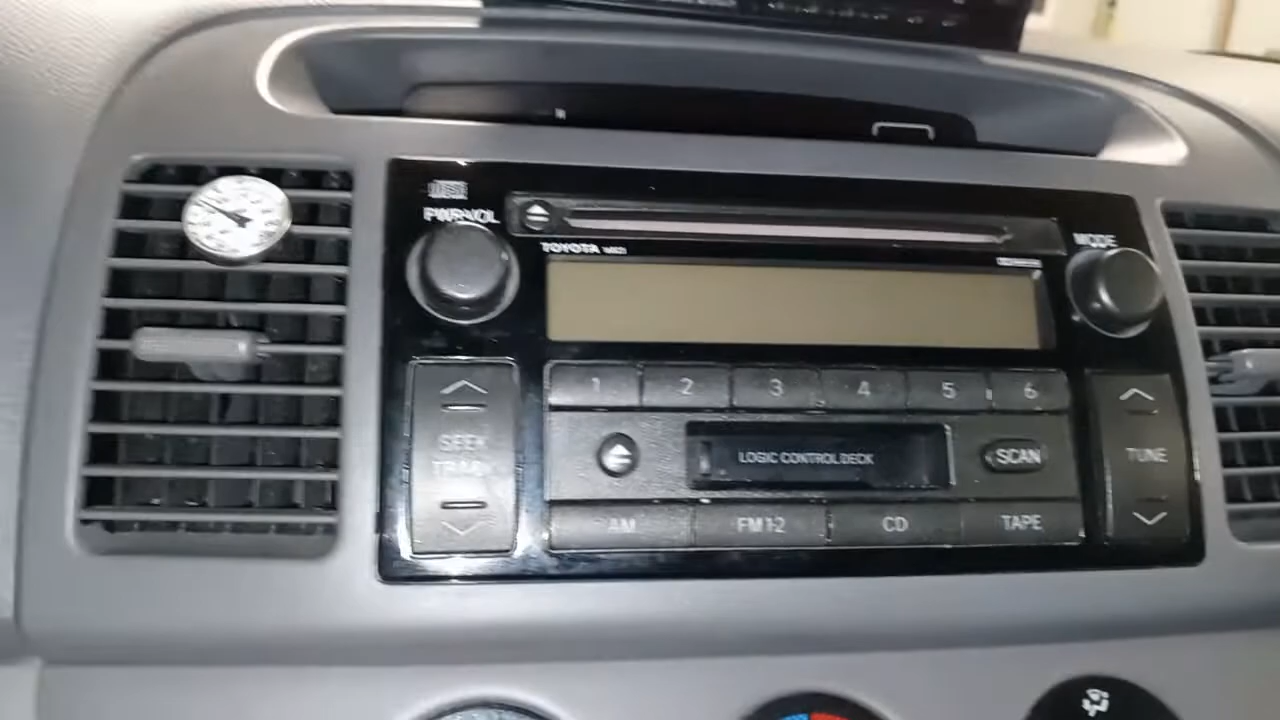 PWR•VOL
TOYOTA
MODE
1 2 3 4 5 6
SEEK
TRACK
LOGIC CONTROL DECK
SCAN
TUNE
AM FM1•2 CD TAPE